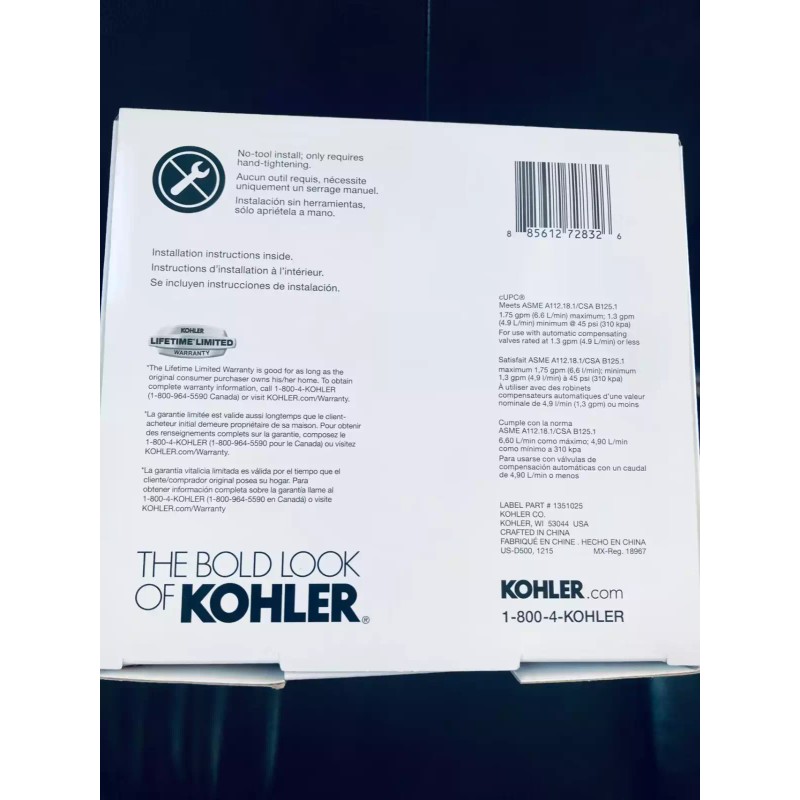 No-tool install; only requires
hand-tightening.
Aucun outil requis, nécessite
uniquement un serrage manuel.
Instalación sin herramientas,
sólo apriétela a mano.
8 85612 72832 6
Installation instructions inside.
Instructions d'installation à l'intérieur.
Se incluyen instrucciones de instalación.
KOHLER
LIFETIME LIMITED
WARRANTY
*The Lifetime Limited Warranty is good for as long as the
original consumer purchaser owns his/her home. To obtain
complete warranty information, call 1-800-4-KOHLER
(1-800-964-5590 Canada) or visit KOHLER.com/Warranty.
*La garantie limitée est valide aussi longtemps que le client-
acheteur initial demeure propriétaire de sa maison. Pour obtenir
des renseignements complets sur la garantie, composez le
1-800-4-KOHLER (1-800-964-5590 pour le Canada) ou visitez
KOHLER.com/Warranty.
*La garantía vitalicia limitada es válida por el tiempo que el
cliente/comprador original posea su hogar. Para
obtener información completa sobre la garantía llame al
1-800-4-KOHLER (1-800-964-5590 en Canadá) o visite
KOHLER.com/Warranty
THE BOLD LOOK
OF KOHLER®
cUPC®
Meets ASME A112.18.1/CSA B125.1
1.75 gpm (6.6 L/min) maximum; 1.3 gpm
(4.9 L/min) minimum @ 45 psi (310 kpa)
For use with automatic compensating
valves rated at 1.3 gpm (4.9 L/min) or less
Satisfait ASME A112.18.1/CSA B125.1
maximum 1,75 gpm (6,6 l/min); minimum
1,3 gpm (4,9 l/min) à 45 psi (310 kPa)
À utiliser avec des robinets
compensateurs automatiques d'une valeur
nominale de 4,9 l/min (1,3 gpm) ou moins
Cumple con la norma
ASME A112.18.1/CSA B125.1
6,60 L/min como máximo; 4,90 L/min
como mínimo a 310 kpa
Para usarse con válvulas de
compensación automáticas con un caudal
de 4,90 L/min o menos
LABEL PART # 1351025
KOHLER CO.
KOHLER, WI 53044 USA
CRAFTED IN CHINA
FABRIQUÉ EN CHINE . HECHO EN CHINA
US-D500, 1215 MX-Reg. 18967
KOHLER.com
1-800-4-KOHLER